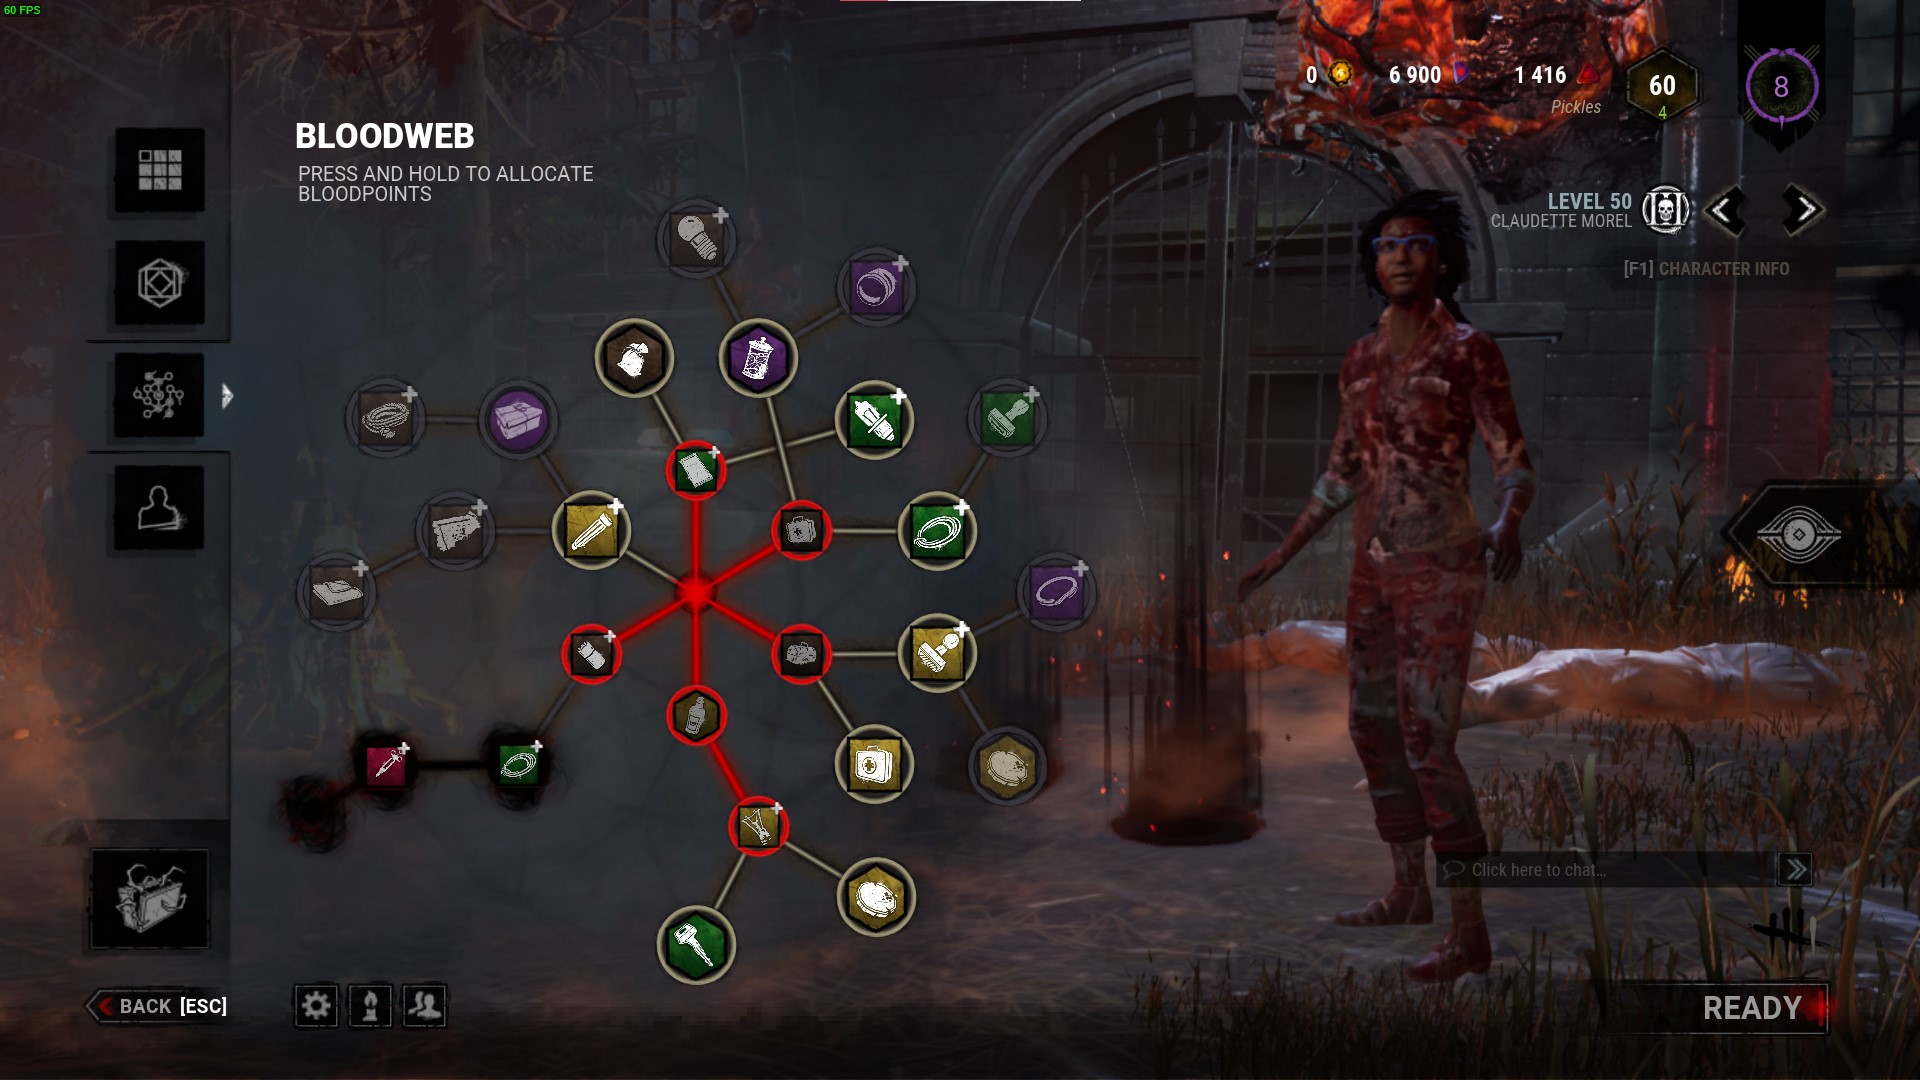 60 FPS
0
6 900
1 416
Pickles
60
4
8
BLOODWEB
PRESS AND HOLD TO ALLOCATE
BLOODPOINTS
LEVEL 50
CLAUDETTE MOREL
III
[F1] CHARACTER INFO
Click here to chat...
BACK [ESC]
READY